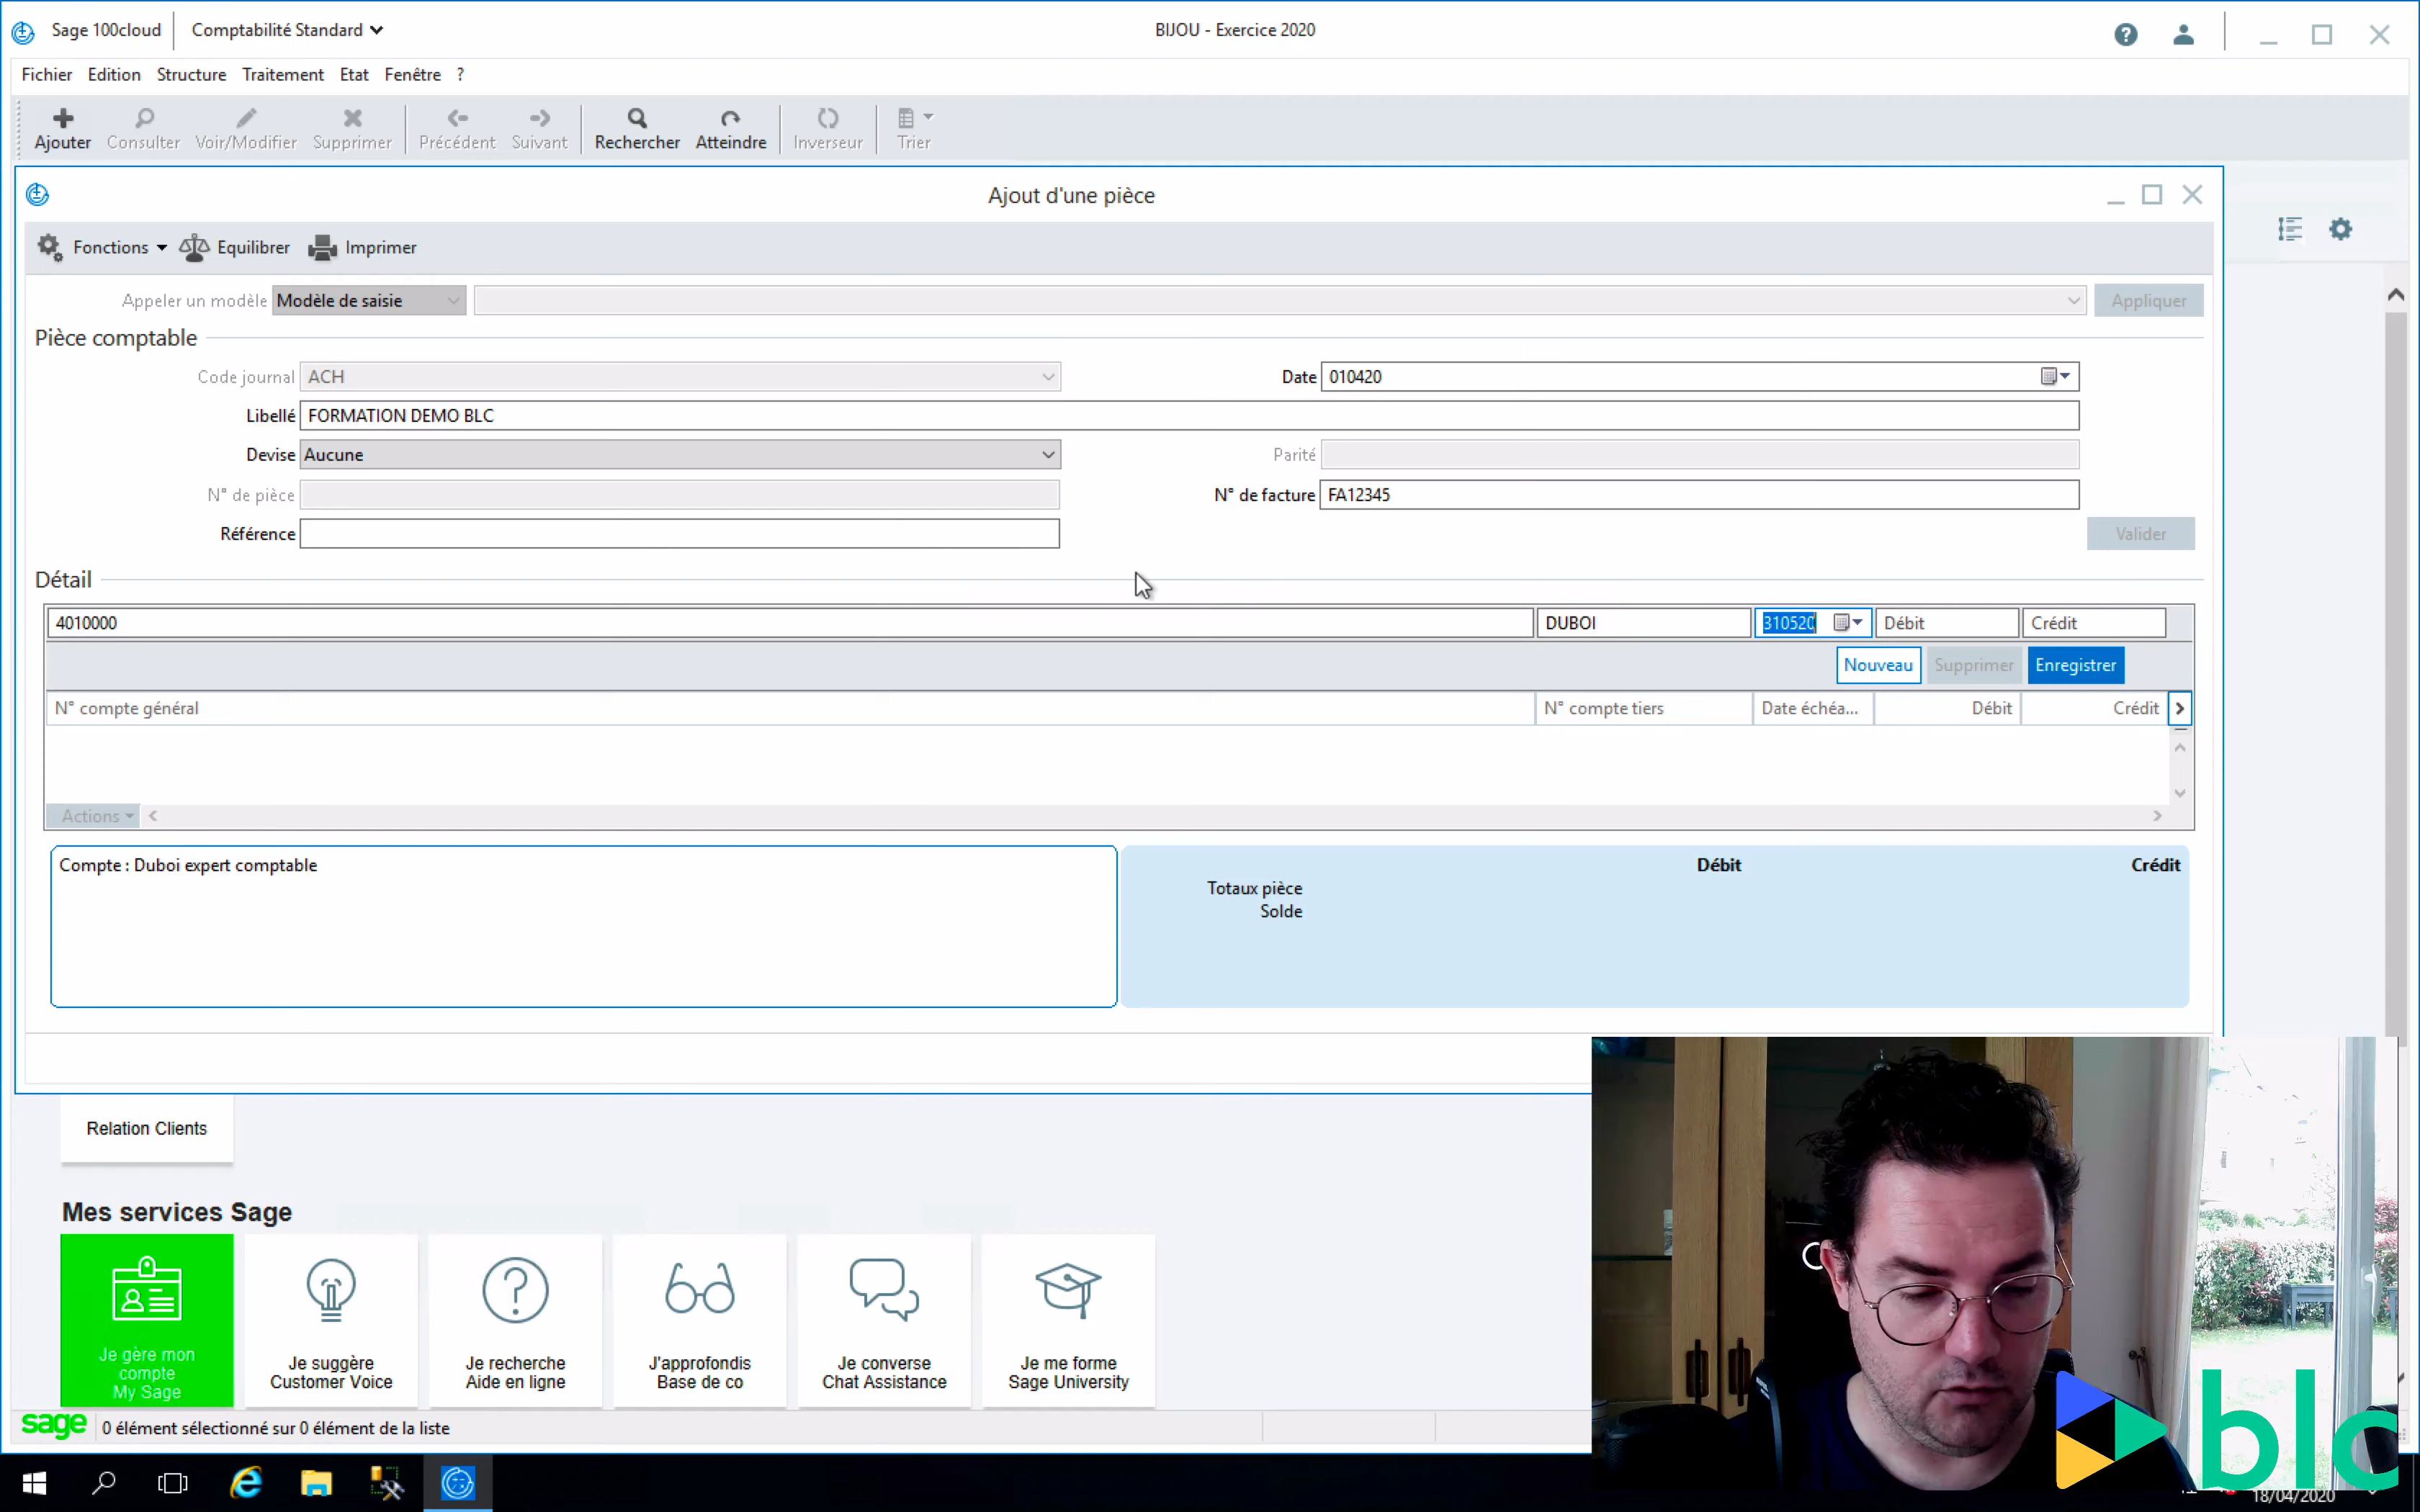 Sage 100cloud
Comptabilité Standard
BIJOU - Exercice 2020
?
Fichier Edition Structure Traitement Etat Fenêtre ?
Ajouter Consulter Voir/Modifier Supprimer Précédent Suivant Rechercher Atteindre Inverseur Trier
Ajout d'une pièce
Fonctions Equilibrer Imprimer
Appeler un modèle Modèle de saisie Appliquer
Pièce comptable
Code journal ACH Date 010420
Libellé FORMATION DEMO BLC
Devise Aucune Parité
N° de pièce N° de facture FA12345
Référence
Valider
Détail
4010000 DUBOI 310520 Débit Crédit
Nouveau Supprimer Enregistrer
N° compte général N° compte tiers Date échéa... Débit Crédit
Actions
Compte : Duboi expert comptable
Débit Crédit
Totaux pièce
Solde
Relation Clients
Mes services Sage
Je gère mon
compte
My Sage
Je suggère
Customer Voice
Je recherche
Aide en ligne
J'approfondis
Base de co
Je converse
Chat Assistance
Je me forme
Sage University
sage
0 élément sélectionné sur 0 élément de la liste
blc
18/04/2020